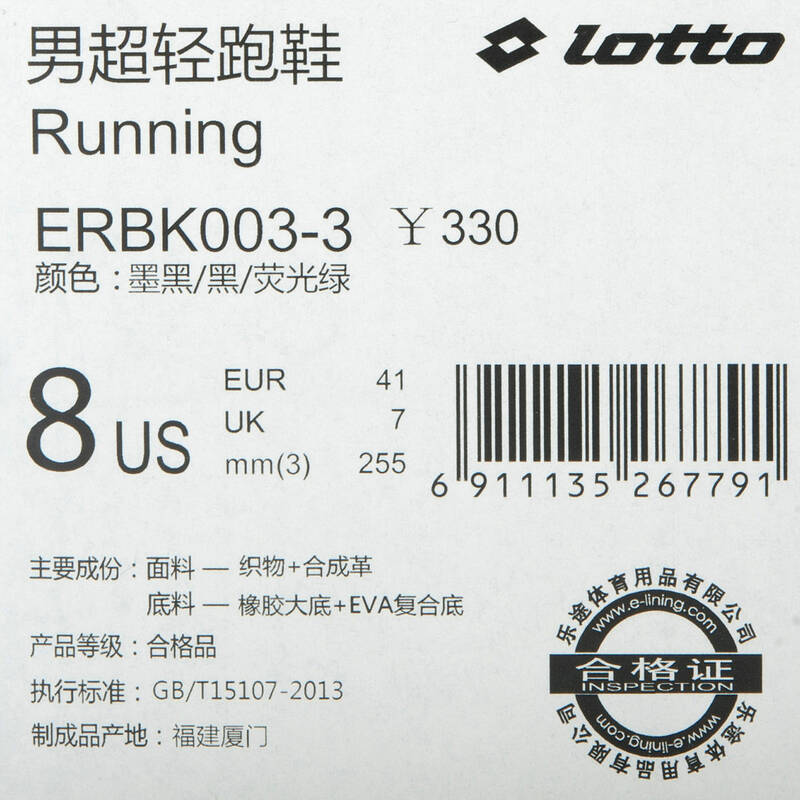 男超轻跑鞋
lotto
Running
ERBK003-3 ￥330
颜色：墨黑/黑/荧光绿
8 US
EUR 41
UK 7
mm(3) 255
6 911135 267791
主要成份：面料 — 织物+合成革
底料 — 橡胶大底+EVA复合底
产品等级：合格品
执行标准：GB/T15107-2013
制成品产地：福建厦门
乐途体育用品有限公司
www.e-lining.com
合格证
INSPECTION
www.e-lining.com
乐途体育用品有限公司